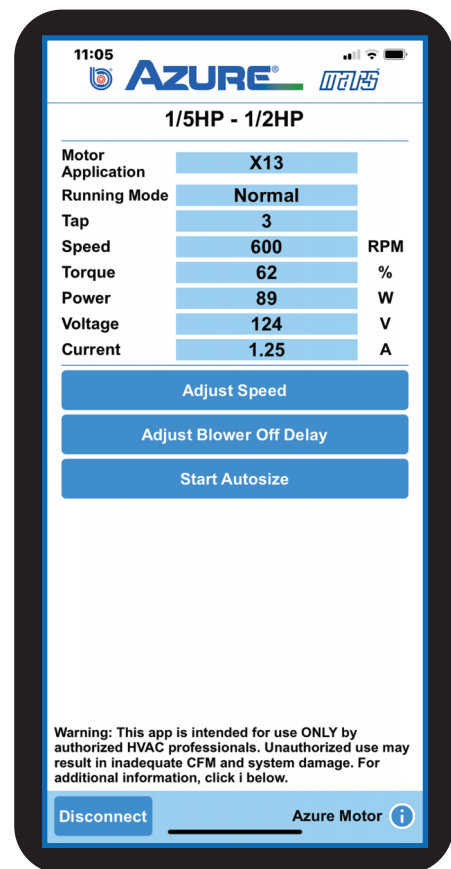 11:05
AZURE® mars
1/5HP - 1/2HP
Motor
Application X13
Running Mode Normal
Tap 3
Speed 600 RPM
Torque 62 %
Power 89 W
Voltage 124 V
Current 1.25 A
Adjust Speed
Adjust Blower Off Delay
Start Autosize
Warning: This app is intended for use ONLY by
authorized HVAC professionals. Unauthorized use may
result in inadequate CFM and system damage. For
additional information, click i below.
Disconnect Azure Motor i